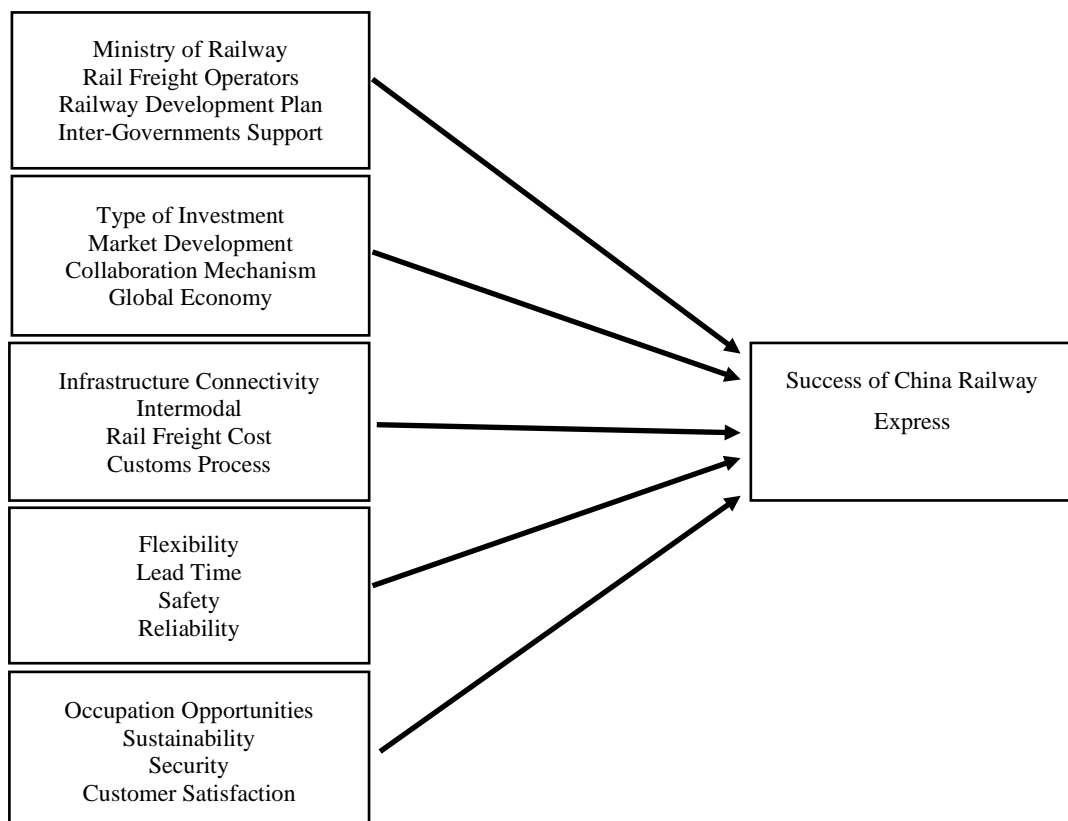 Ministry of Railway
Rail Freight Operators
Railway Development Plan
Inter-Governments Support
Type of Investment
Market Development
Collaboration Mechanism
Global Economy
Infrastructure Connectivity
Intermodal
Rail Freight Cost
Customs Process
Flexibility
Lead Time
Safety
Reliability
Occupation Opportunities
Sustainability
Security
Customer Satisfaction
Success of China Railway
Express